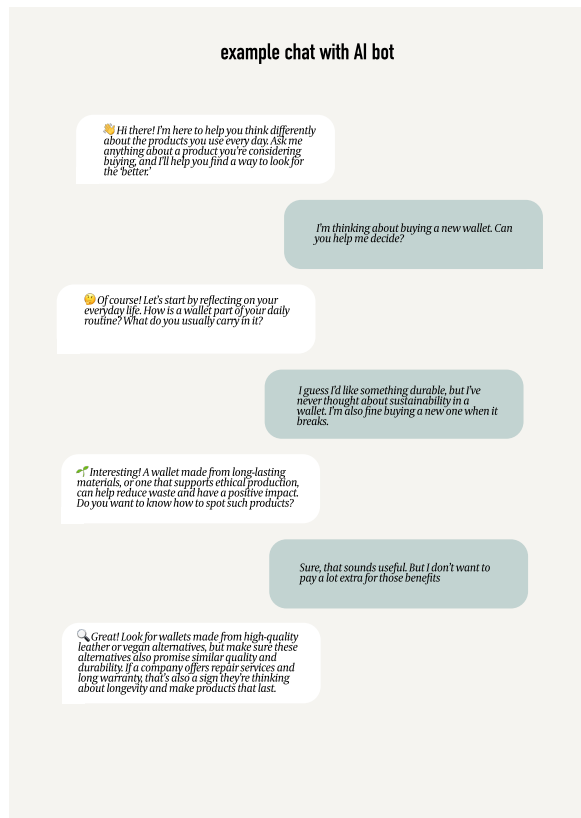 example chat with AI bot
👋 Hi there! I'm here to help you think differently
about the products you use every day. Ask me
anything about a product you're considering
buying, and I'll help you find a way to look for
the 'better.'
I'm thinking about buying a new wallet. Can
you help me decide?
🤔 Of course! Let's start by reflecting on your
everyday life. How is a wallet part of your daily
routine? What do you usually carry in it?
I guess I'd like something durable, but I've
never thought about sustainability in a
wallet. I'm also fine buying a new one when it
breaks.
🌱 Interesting! A wallet made from long-lasting
materials, or one that supports ethical production,
can help reduce waste and have a positive impact.
Do you want to know how to spot such products?
Sure, that sounds useful. But I don't want to
pay a lot extra for those benefits
🔍 Great! Look for wallets made from high-quality
leather or vegan alternatives, but make sure these
alternatives also promise similar quality and
durability. If a company offers repair services and
long warranty, that's also a sign they're thinking
about longevity and make products that last.